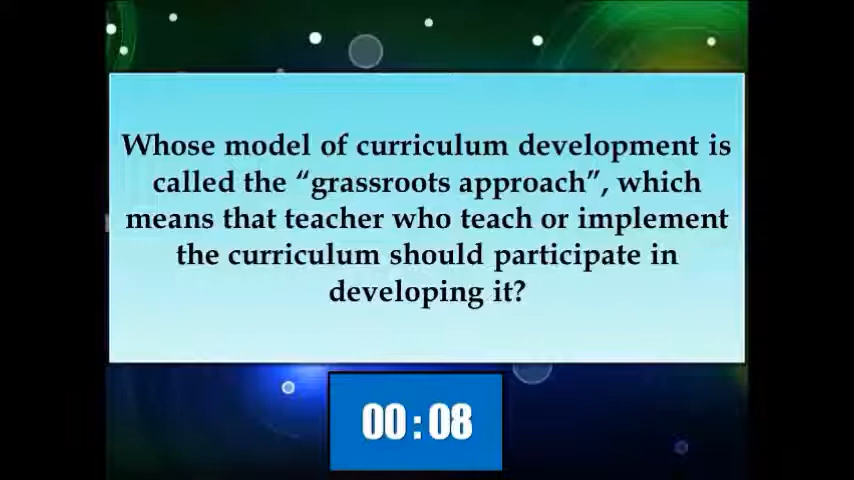 Whose model of curriculum development is
called the “grassroots approach”, which
means that teacher who teach or implement
the curriculum should participate in
developing it?
00:08